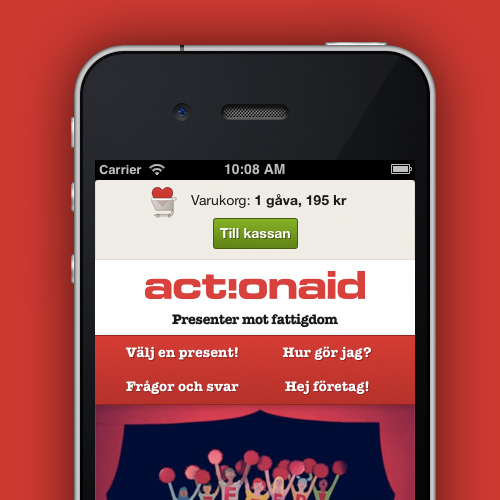 Carrier 10:08 AM
Varukorg: 1 gåva, 195 kr
Till kassan
act!onaid
Presenter mot fattigdom
Välj en present! Hur gör jag?
Frågor och svar Hej företag!